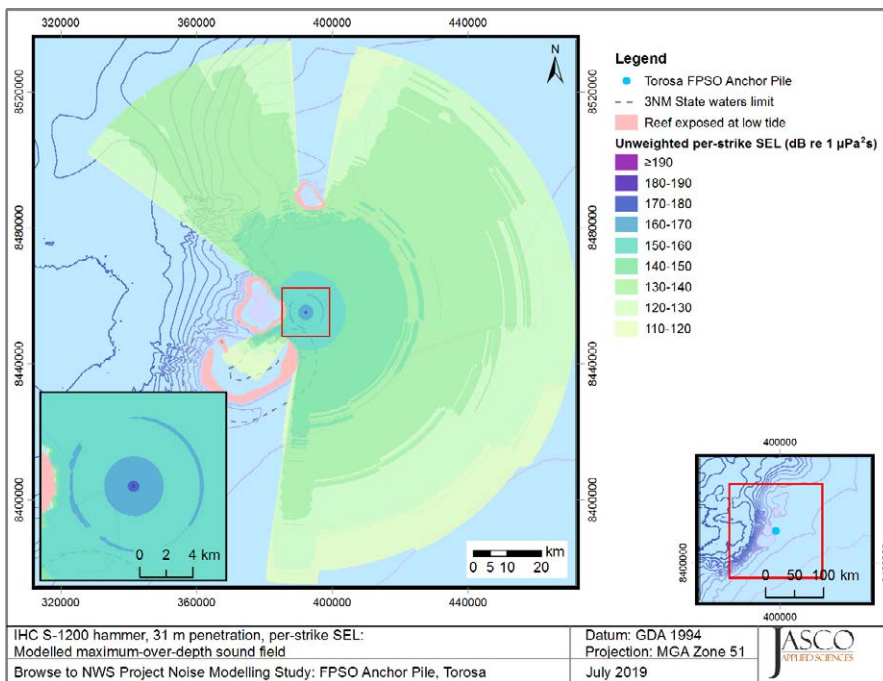 320000 360000 400000 440000
8520000
8480000
8440000
8400000
8520000
8480000
8440000
8400000
320000 360000 400000 440000
N
km
0 5 10 20
km
0 2 4
Legend
Torosa FPSO Anchor Pile
3NM State waters limit
Reef exposed at low tide
Unweighted per-strike SEL (dB re 1 µPa²s)
≥190
180-190
170-180
160-170
150-160
140-150
130-140
120-130
110-120
400000
8400000
8400000
km
0 50 100
400000
IHC S-1200 hammer, 31 m penetration, per-strike SEL:
Modelled maximum-over-depth sound field
Browse to NWS Project Noise Modelling Study: FPSO Anchor Pile, Torosa
Datum: GDA 1994
Projection: MGA Zone 51
July 2019
JASCO
APPLIED SCIENCES